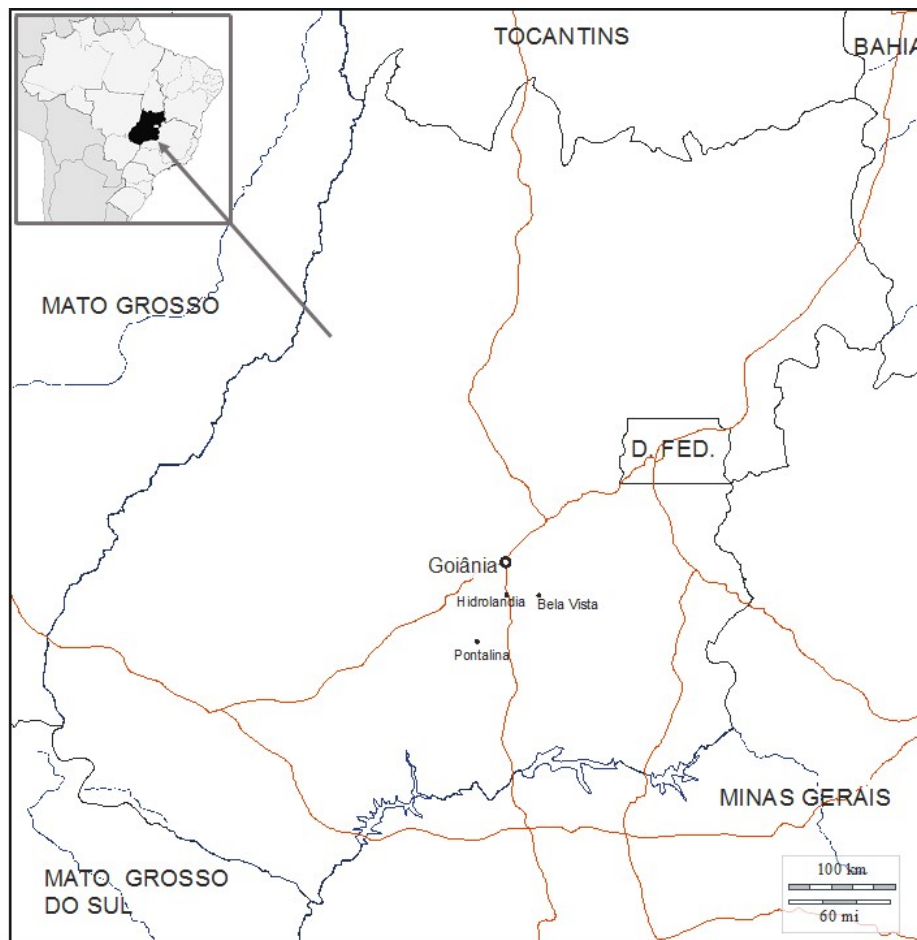 TOCANTINS
BAHIA
MATO GROSSO
D. FED.
Goiânia
Hidrolandia
Bela Vista
Pontalina
MINAS GERAIS
MATO GROSSO
DO SUL
100 km
60 mi